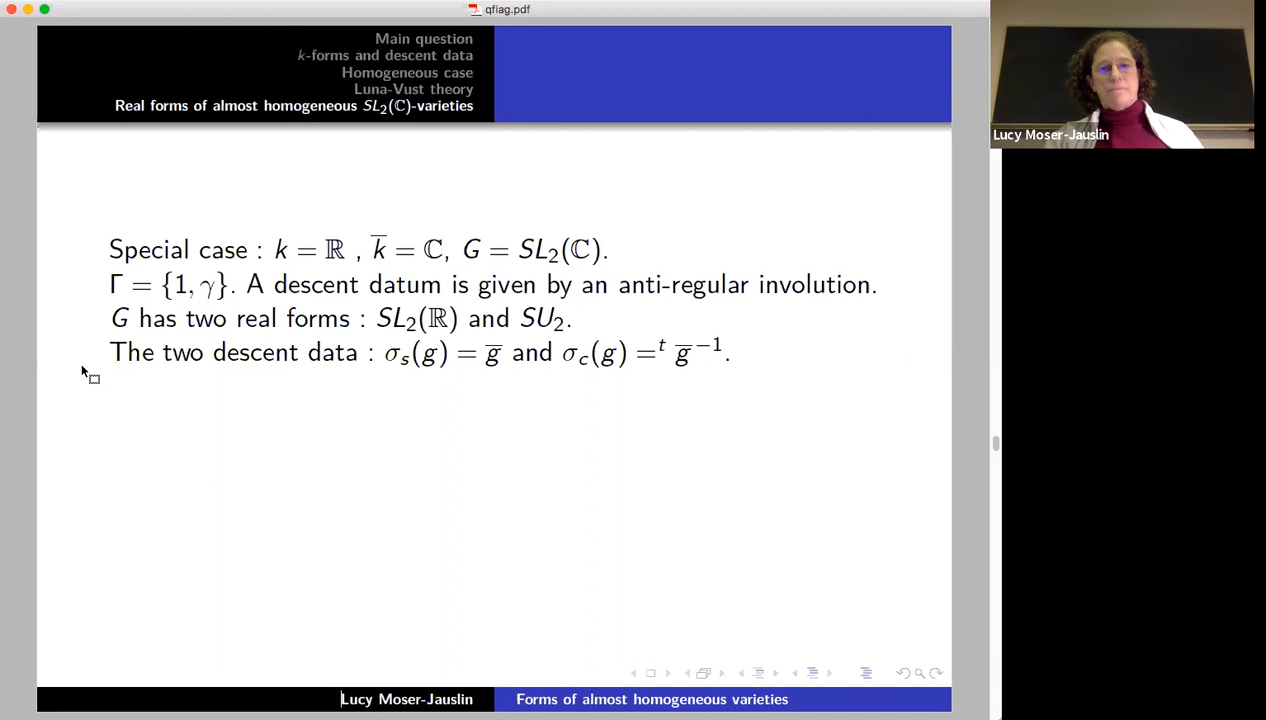 qflag.pdf
Main question
k-forms and descent data
Homogeneous case
Luna-Vust theory
Real forms of almost homogeneous SL₂(ℂ)-varieties
Lucy Moser-Jauslin
Special case : k = ℝ , k̅ = ℂ, G = SL₂(ℂ).
Γ = {1, γ}. A descent datum is given by an anti-regular involution.
G has two real forms : SL₂(ℝ) and SU₂.
The two descent data : σₛ(g) = g̅ and σ_c(g) =ᵗ g̅⁻¹.
Lucy Moser-Jauslin
Forms of almost homogeneous varieties